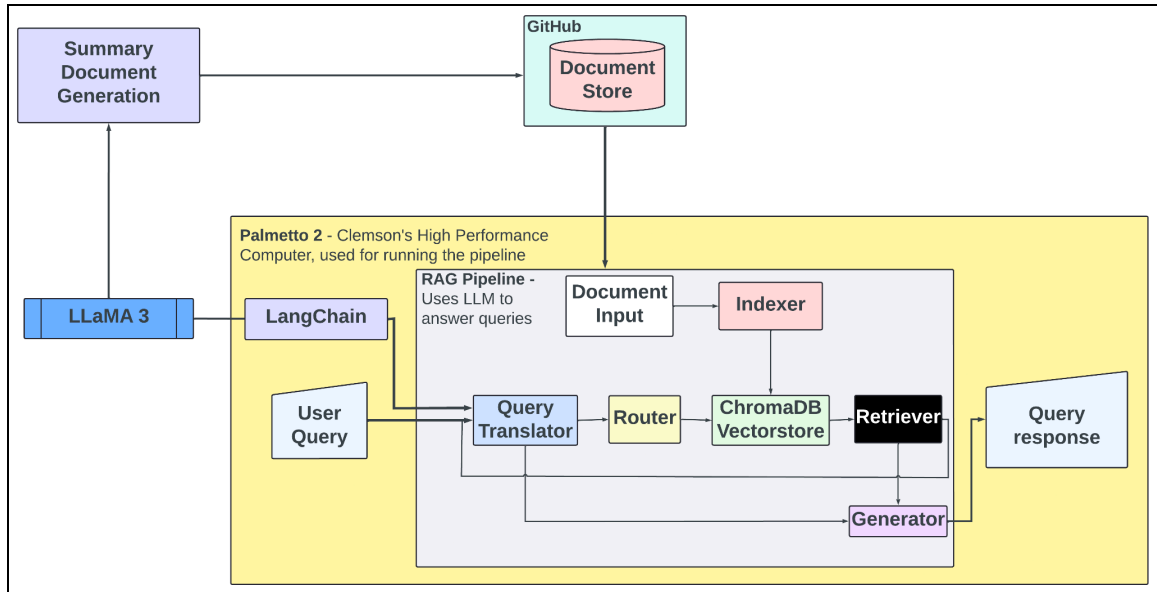 GitHub
Summary
Document
Generation
Document
Store
Palmetto 2 - Clemson's High Performance
Computer, used for running the pipeline
RAG Pipeline -
Uses LLM to
answer queries
Document
Input
Indexer
LLaMA 3
LangChain
User
Query
Query
Translator
Router
ChromaDB
Vectorstore
Retriever
Query
response
Generator